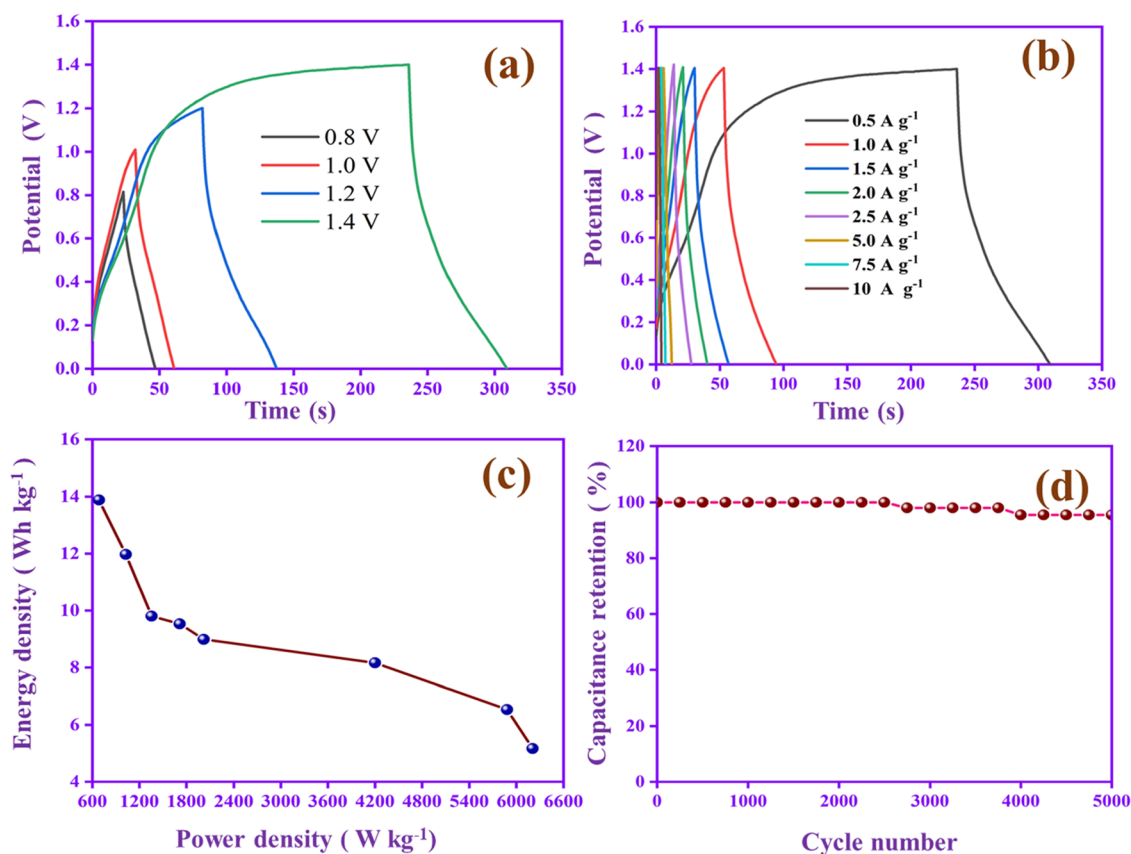 (a)
Potential (V )
1.6
1.4
1.2
1.0
0.8
0.6
0.4
0.2
0.0
0.8 V
1.0 V
1.2 V
1.4 V
0 50 100 150 200 250 300 350
Time (s)
(b)
Potential (V )
1.6
1.4
1.2
1.0
0.8
0.6
0.4
0.2
0.0
0.5 A g⁻¹
1.0 A g⁻¹
1.5 A g⁻¹
2.0 A g⁻¹
2.5 A g⁻¹
5.0 A g⁻¹
7.5 A g⁻¹
10 A g⁻¹
0 50 100 150 200 250 300 350
Time (s)
(c)
Energy density ( Wh kg⁻¹ )
16
14
12
10
8
6
4
600 1200 1800 2400 3000 3600 4200 4800 5400 6000 6600
Power density ( W kg⁻¹)
(d)
Capacitance retention ( %)
120
100
80
60
40
20
0
0 1000 2000 3000 4000 5000
Cycle number